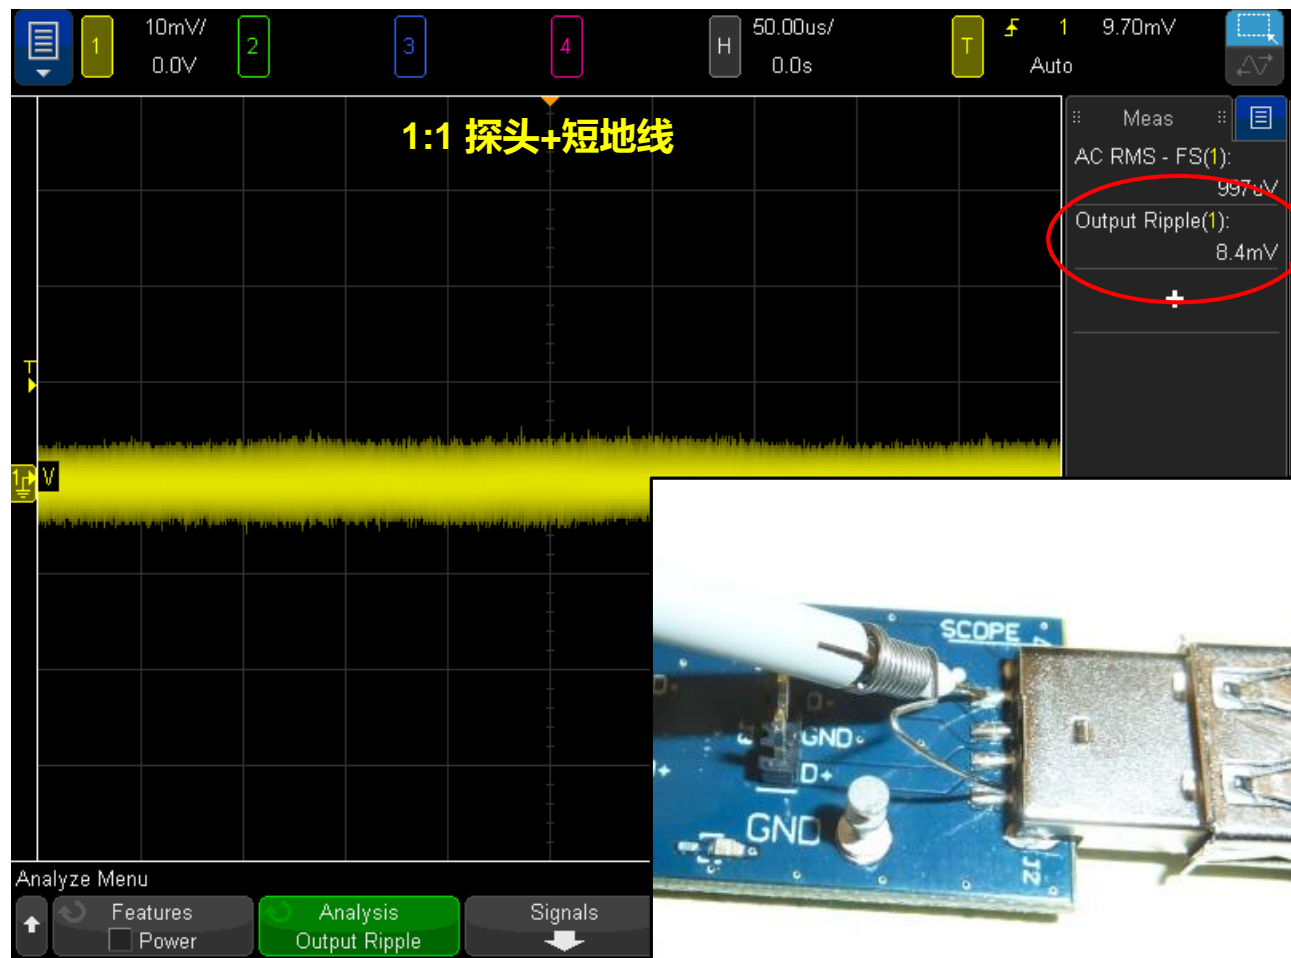 1
10mV/
0.0V
2
3
4
H
50.00us/
0.0s
T
1
9.70mV
Auto
1:1 探头+短地线
Meas
AC RMS - FS(1):
997uV
Output Ripple(1):
8.4mV
+
T
1
V
SCOPE
D-
GND
D+
GND
J2
Analyze Menu
Features
Power
Analysis
Output Ripple
Signals